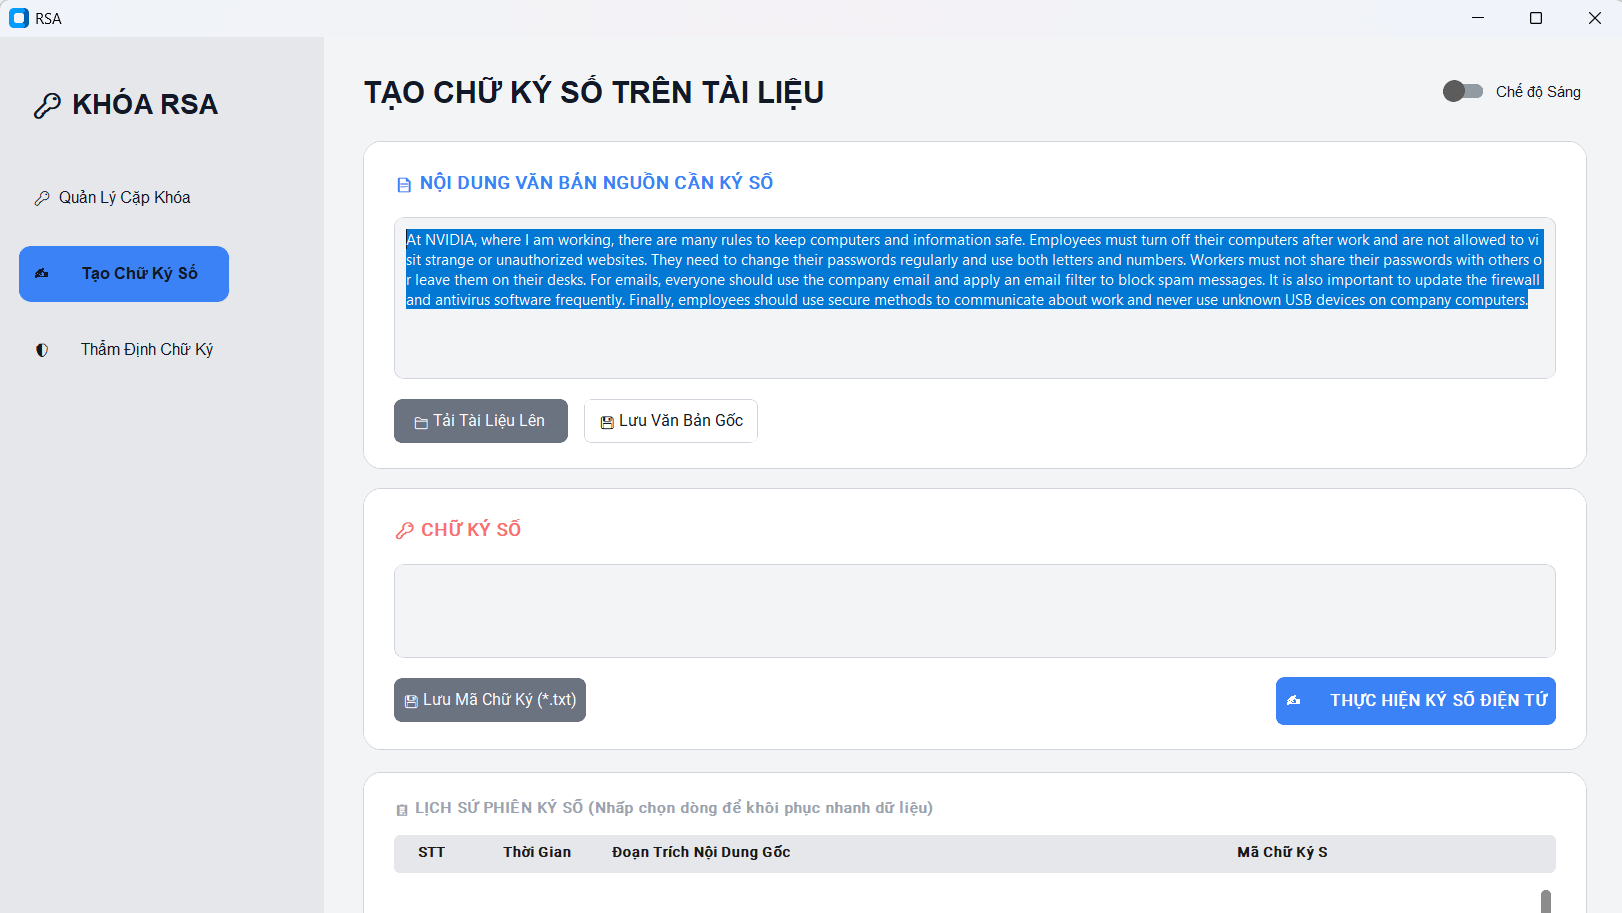 RSA
KHÓA RSA
Quản Lý Cặp Khóa
Tạo Chữ Ký Số
Thẩm Định Chữ Ký
TẠO CHỮ KÝ SỐ TRÊN TÀI LIỆU
Chế độ Sáng
NỘI DUNG VĂN BẢN NGUỒN CẦN KÝ SỐ
At NVIDIA, where I am working, there are many rules to keep computers and information safe. Employees must turn off their computers after work and are not allowed to vi
sit strange or unauthorized websites. They need to change their passwords regularly and use both letters and numbers. Workers must not share their passwords with others o
r leave them on their desks. For emails, everyone should use the company email and apply an email filter to block spam messages. It is also important to update the firewall
and antivirus software frequently. Finally, employees should use secure methods to communicate about work and never use unknown USB devices on company computers.
Tải Tài Liệu Lên
Lưu Văn Bản Gốc
CHỮ KÝ SỐ
Lưu Mã Chữ Ký (*.txt)
THỰC HIỆN KÝ SỐ ĐIỆN TỬ
LỊCH SỬ PHIÊN KÝ SỐ (Nhấp chọn dòng để khôi phục nhanh dữ liệu)
STT Thời Gian Đoạn Trích Nội Dung Gốc Mã Chữ Ký S